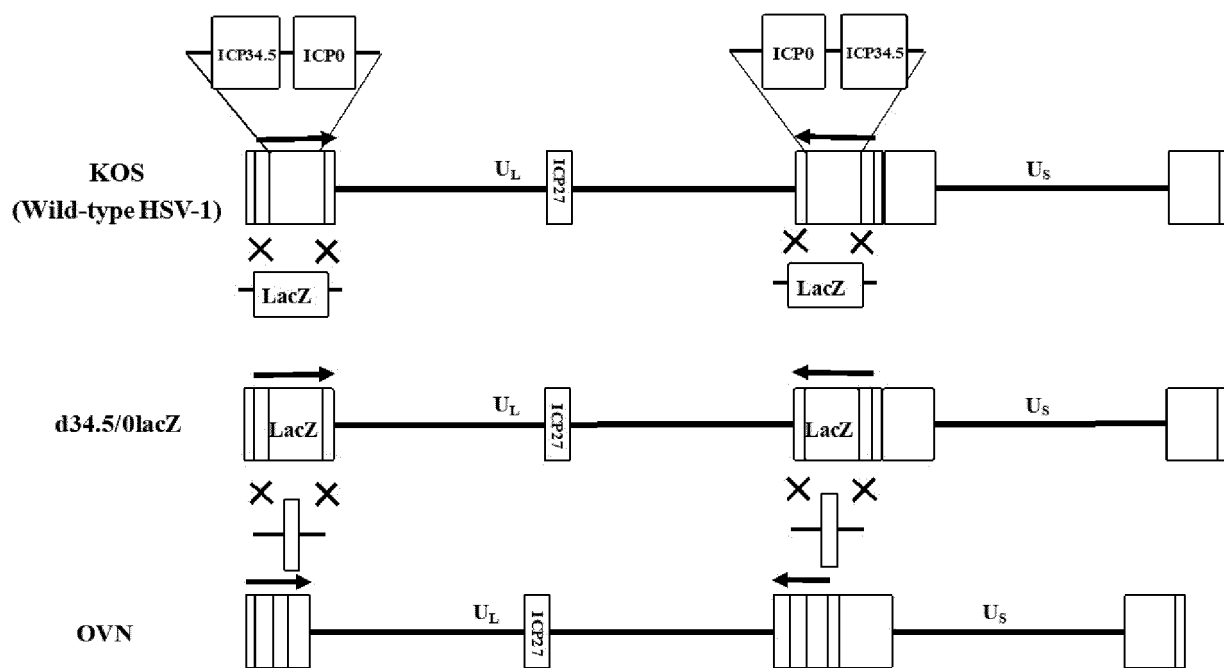 ICP34.5 ICP0 ICP0 ICP34.5
KOS
(Wild-type HSV-1)
UL ICP27 US
LacZ LacZ
d34.5/0lacZ
LacZ UL ICP27 LacZ US
OVN
UL ICP27 US